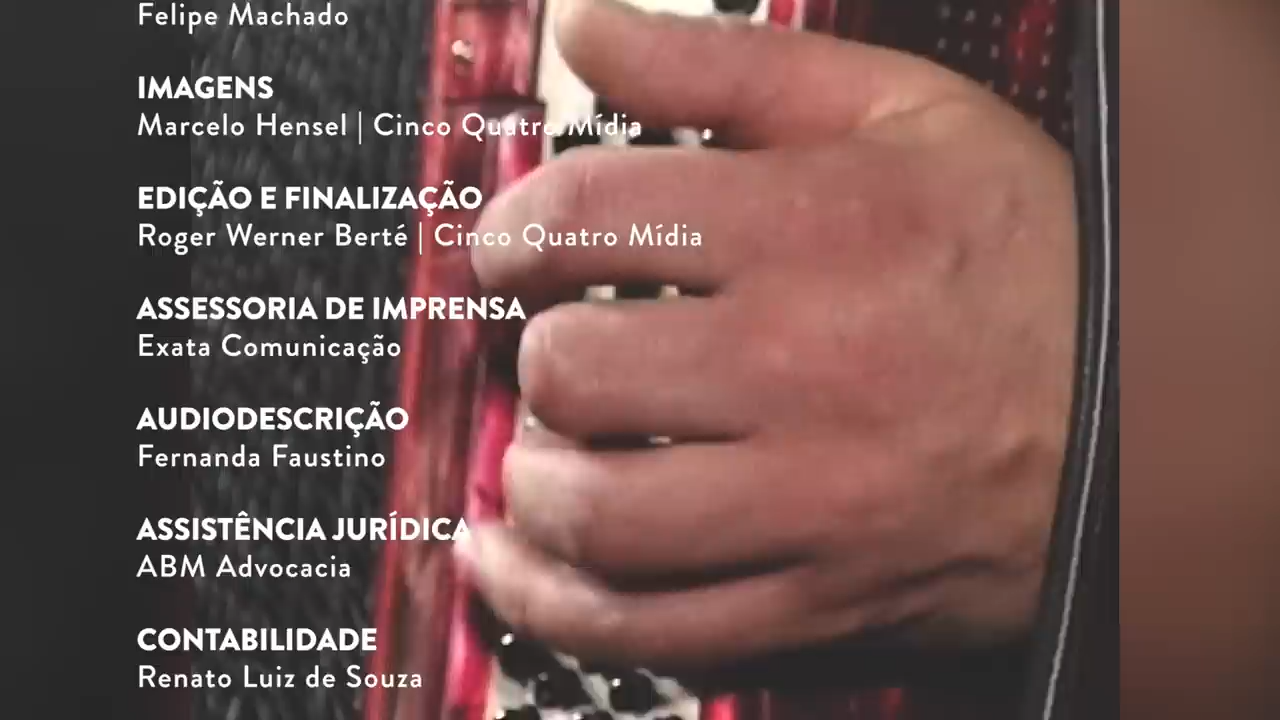 Felipe Machado
IMAGENS
Marcelo Hensel | Cinco Quatro Mídia
EDIÇÃO E FINALIZAÇÃO
Roger Werner Berté | Cinco Quatro Mídia
ASSESSORIA DE IMPRENSA
Exata Comunicação
AUDIODESCRIÇÃO
Fernanda Faustino
ASSISTÊNCIA JURÍDICA
ABM Advocacia
CONTABILIDADE
Renato Luiz de Souza